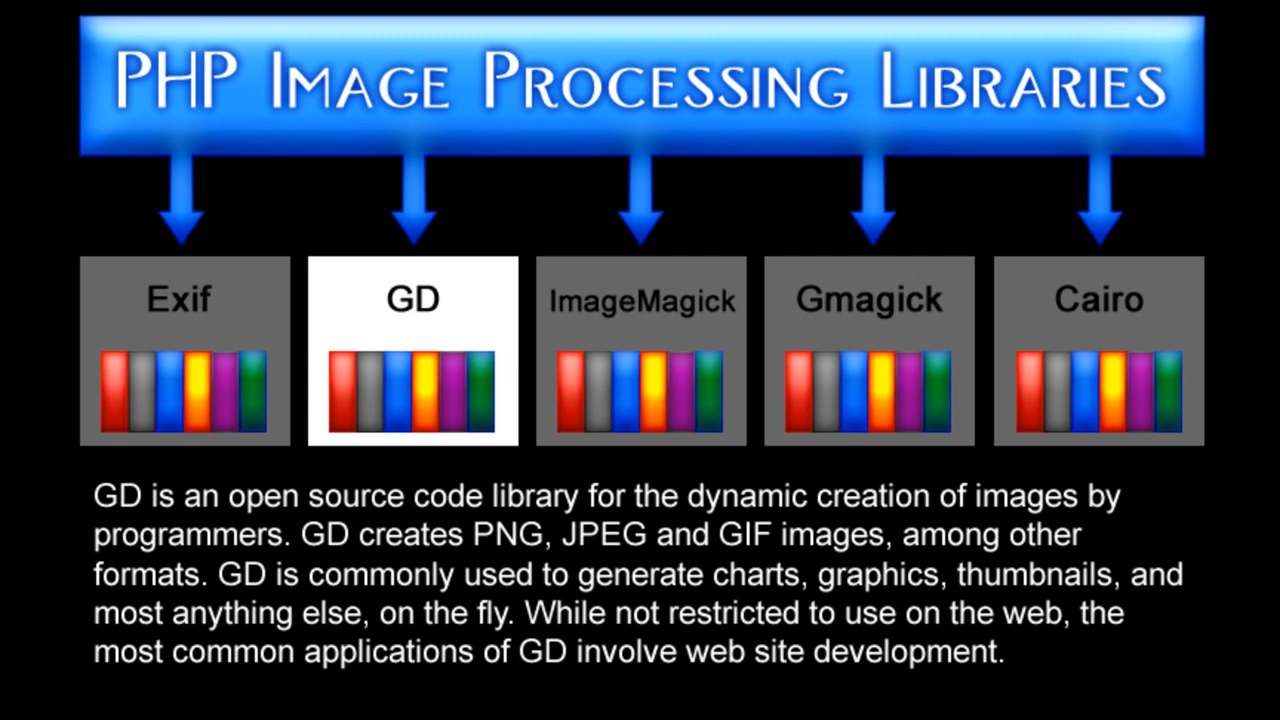 PHP Image Processing Libraries
Exif
GD
ImageMagick
Gmagick
Cairo
GD is an open source code library for the dynamic creation of images by
programmers. GD creates PNG, JPEG and GIF images, among other
formats. GD is commonly used to generate charts, graphics, thumbnails, and
most anything else, on the fly. While not restricted to use on the web, the
most common applications of GD involve web site development.